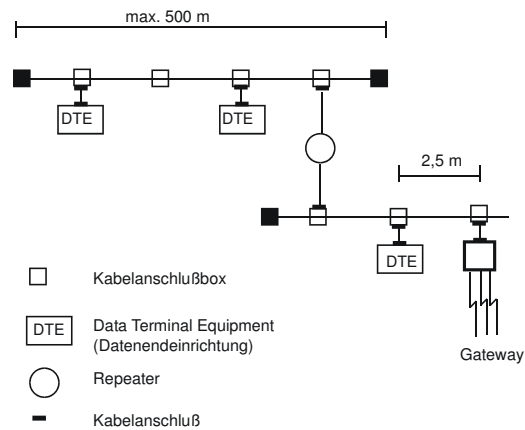 max. 500 m
DTE
DTE
2,5 m
DTE
Kabelanschlußbox
DTE
Data Terminal Equipment
(Datenendeinrichtung)
Gateway
Repeater
Kabelanschluß